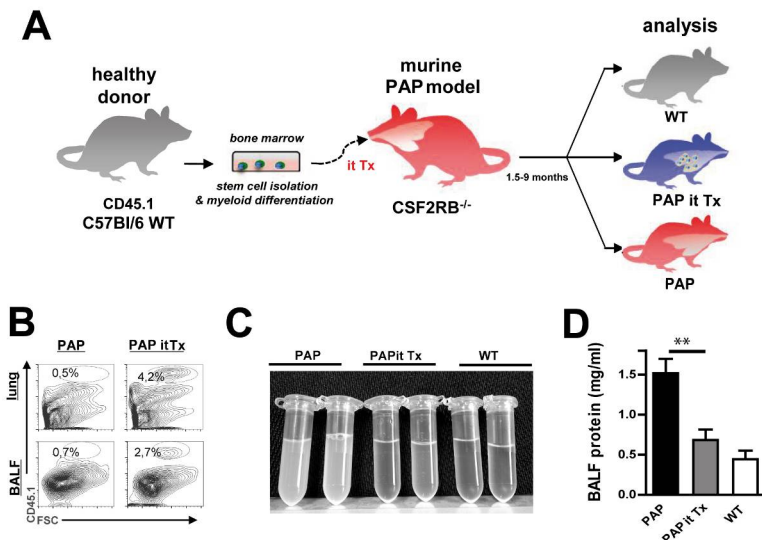 A
healthy
donor
CD45.1
C57Bl/6 WT
bone marrow
stem cell isolation
& myeloid differentiation
it Tx
murine
PAP model
CSF2RB-/-
1.5-9 months
analysis
WT
PAP it Tx
PAP
B
PAP PAP itTx
lung
0,5% 4,2%
BALF
0,7% 2,7%
CD45.1
FSC
C
PAP PAPit Tx WT
D
**
BALF protein (mg/ml)
1.5
1.0
0.5
0.0
PAP
PAP it Tx
WT